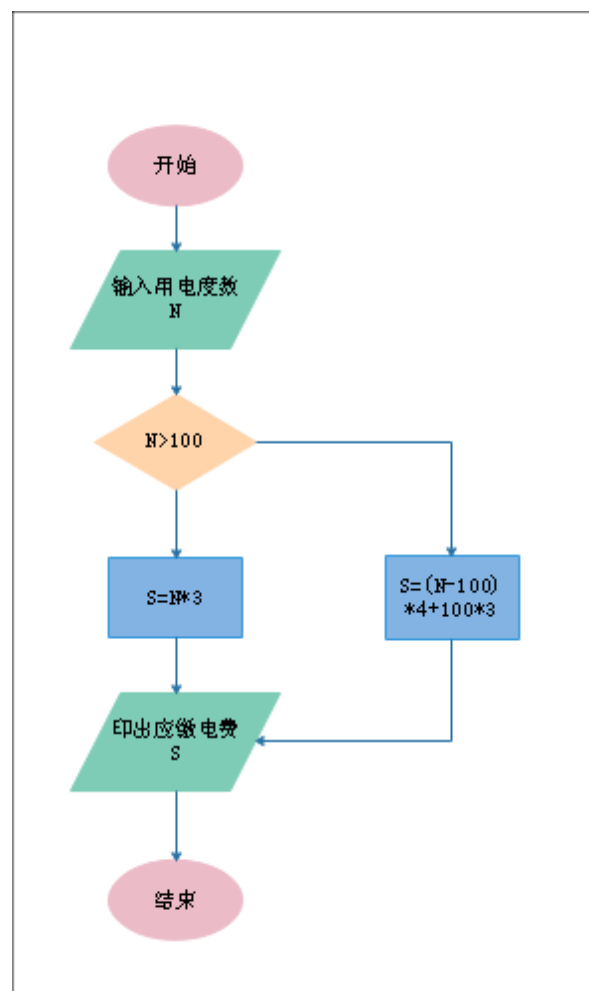 开始
输入用电度数
N
N>100
S=N*3
S=(N-100)
*4+100*3
印出应缴电费
S
结束